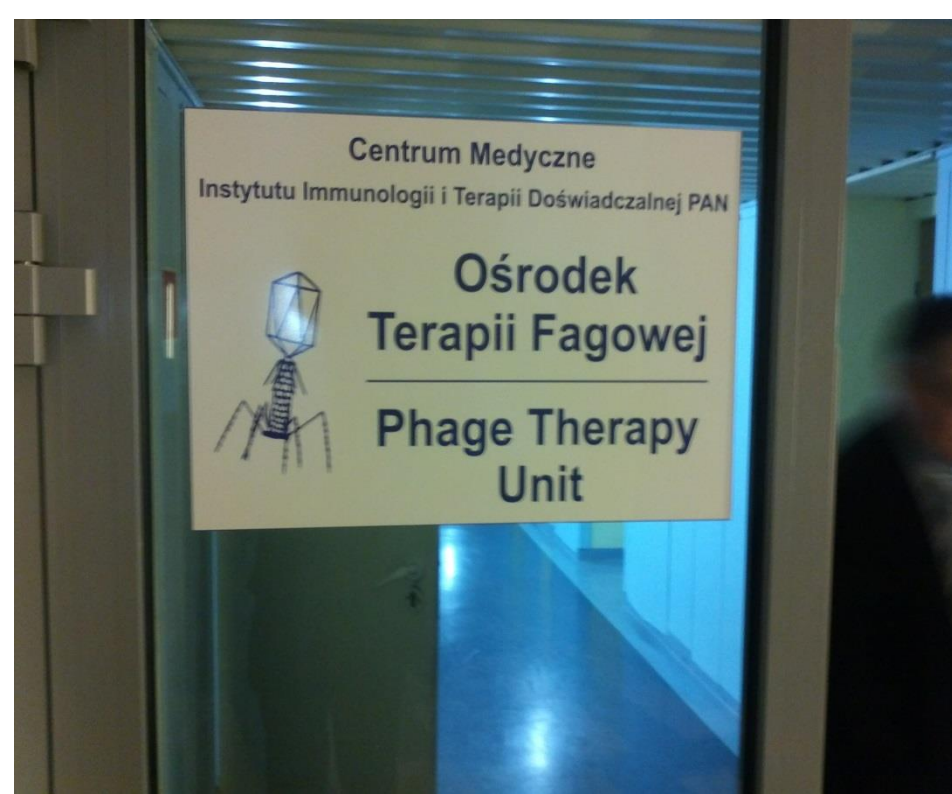 Centrum Medyczne
Instytutu Immunologii i Terapii Doświadczalnej PAN
Ośrodek
Terapii Fagowej
Phage Therapy
Unit